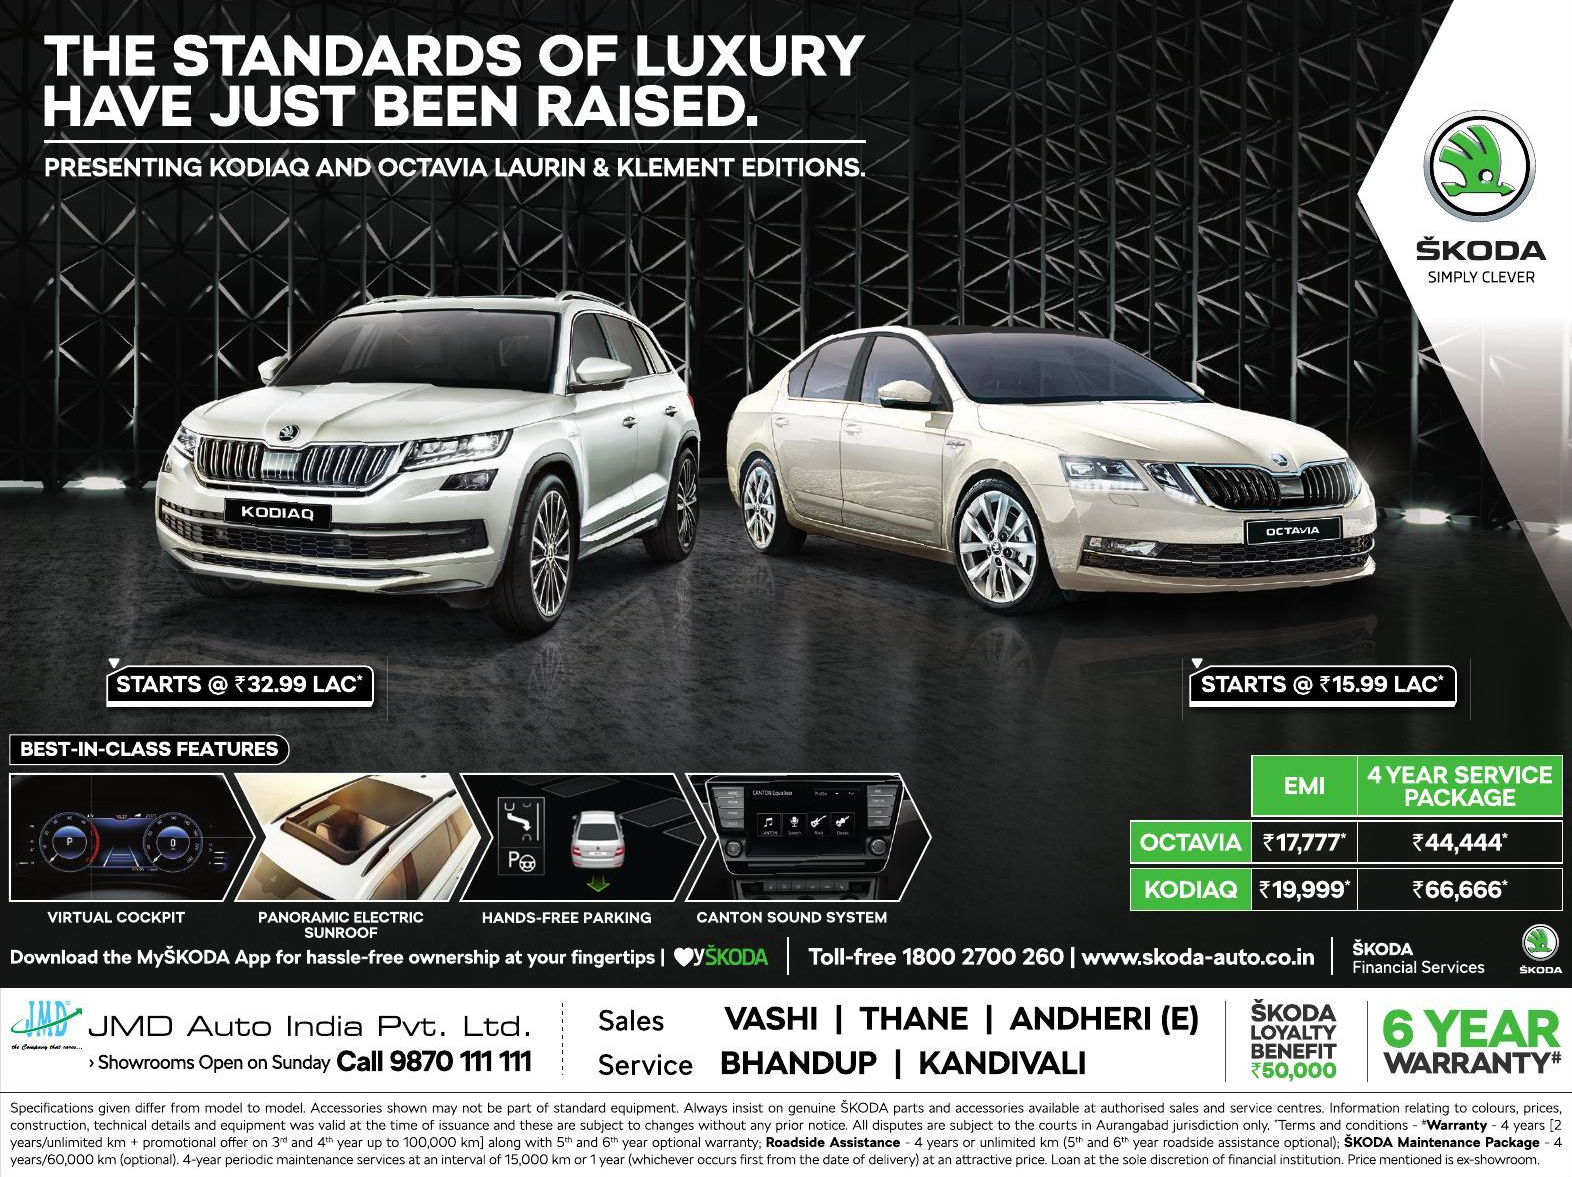 THE STANDARDS OF LUXURY
HAVE JUST BEEN RAISED.
PRESENTING KODIAQ AND OCTAVIA LAURIN & KLEMENT EDITIONS.
ŠKODA
SIMPLY CLEVER
KODIAQ
OCTAVIA
STARTS @ ₹32.99 LAC*
STARTS @ ₹15.99 LAC*
BEST-IN-CLASS FEATURES
CANTON Equaliser
VIRTUAL COCKPIT
PANORAMIC ELECTRIC
SUNROOF
HANDS-FREE PARKING
CANTON SOUND SYSTEM
EMI
4 YEAR SERVICE
PACKAGE
OCTAVIA ₹17,777* ₹44,444*
KODIAQ ₹19,999* ₹66,666*
Download the MyŠKODA App for hassle-free ownership at your fingertips | MyŠKODA
Toll-free 1800 2700 260 | www.skoda-auto.co.in
ŠKODA
Financial Services
ŠKODA
JMD
the Company that cares...
JMD Auto India Pvt. Ltd.
› Showrooms Open on Sunday Call 9870 111 111
Sales VASHI | THANE | ANDHERI (E)
Service BHANDUP | KANDIVALI
ŠKODA
LOYALTY
BENEFIT
₹50,000
6 YEAR
WARRANTY#
Specifications given differ from model to model. Accessories shown may not be part of standard equipment. Always insist on genuine ŠKODA parts and accessories available at authorised sales and service centres. Information relating to colours, prices,
construction, technical details and equipment was valid at the time of issuance and these are subject to changes without any prior notice. All disputes are subject to the courts in Aurangabad jurisdiction only. *Terms and conditions - #Warranty - 4 years [2
years/unlimited km + promotional offer on 3rd and 4th year up to 100,000 km] along with 5th and 6th year optional warranty; Roadside Assistance - 4 years or unlimited km (5th and 6th year roadside assistance optional); ŠKODA Maintenance Package - 4
years/60,000 km (optional). 4-year periodic maintenance services at an interval of 15,000 km or 1 year (whichever occurs first from the date of delivery) at an attractive price. Loan at the sole discretion of financial institution. Price mentioned is ex-showroom.